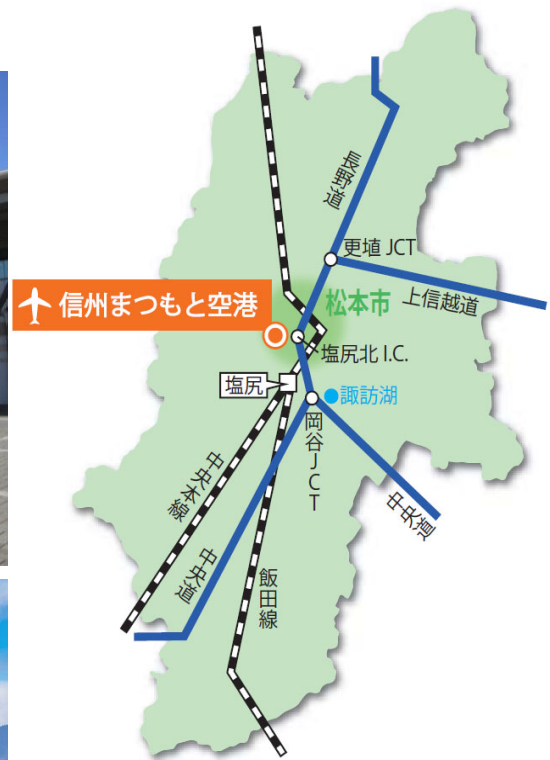 長野道
更埴 JCT
上信越道
信州まつもと空港
松本市
塩尻北 I.C.
塩尻
諏訪湖
岡谷JCT
中央本線
中央道
中央道
飯田線